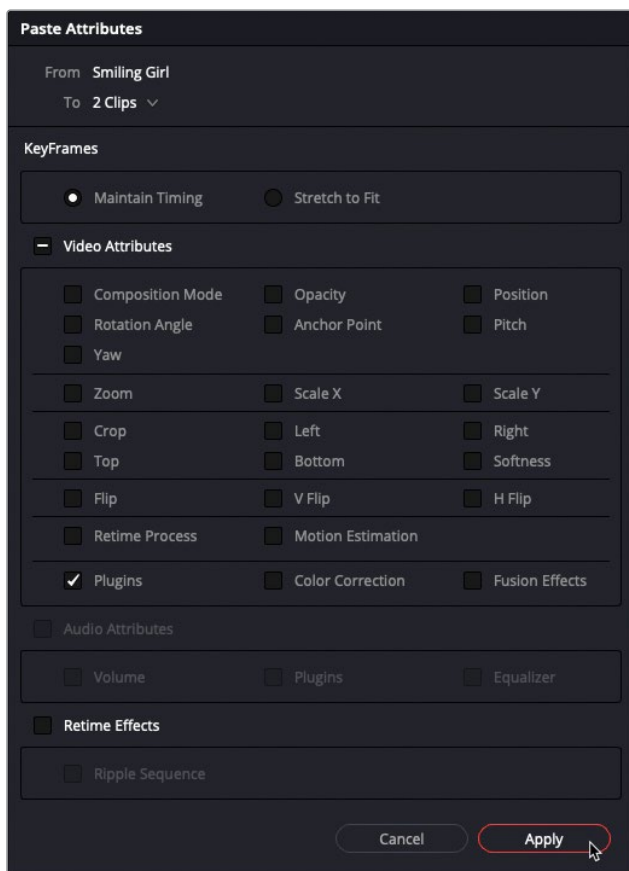 Paste Attributes
From Smiling Girl
To 2 Clips
KeyFrames
Maintain Timing Stretch to Fit
Video Attributes
Composition Mode Opacity Position
Rotation Angle Anchor Point Pitch
Yaw
Zoom Scale X Scale Y
Crop Left Right
Top Bottom Softness
Flip V Flip H Flip
Retime Process Motion Estimation
Plugins Color Correction Fusion Effects
Audio Attributes
Volume Plugins Equalizer
Retime Effects
Ripple Sequence
Cancel Apply